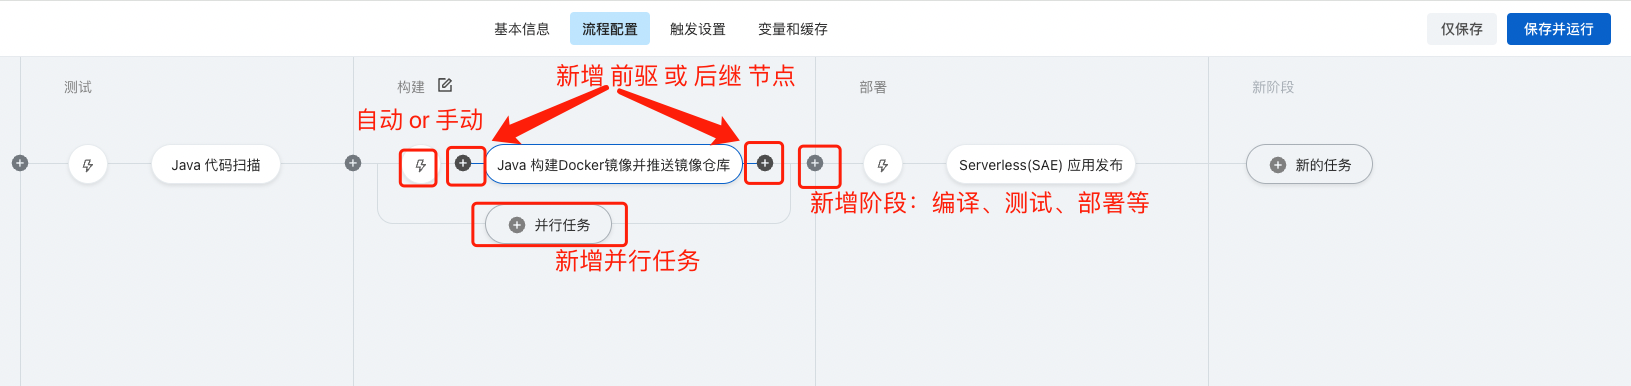 基本信息
流程配置
触发设置
变量和缓存
仅保存
保存并运行
测试
构建
新增 前驱 或 后继 节点
部署
新阶段
自动 or 手动
Java 代码扫描
Java 构建Docker镜像并推送镜像仓库
Serverless(SAE) 应用发布
新的任务
新增阶段：编译、测试、部署等
并行任务
新增并行任务